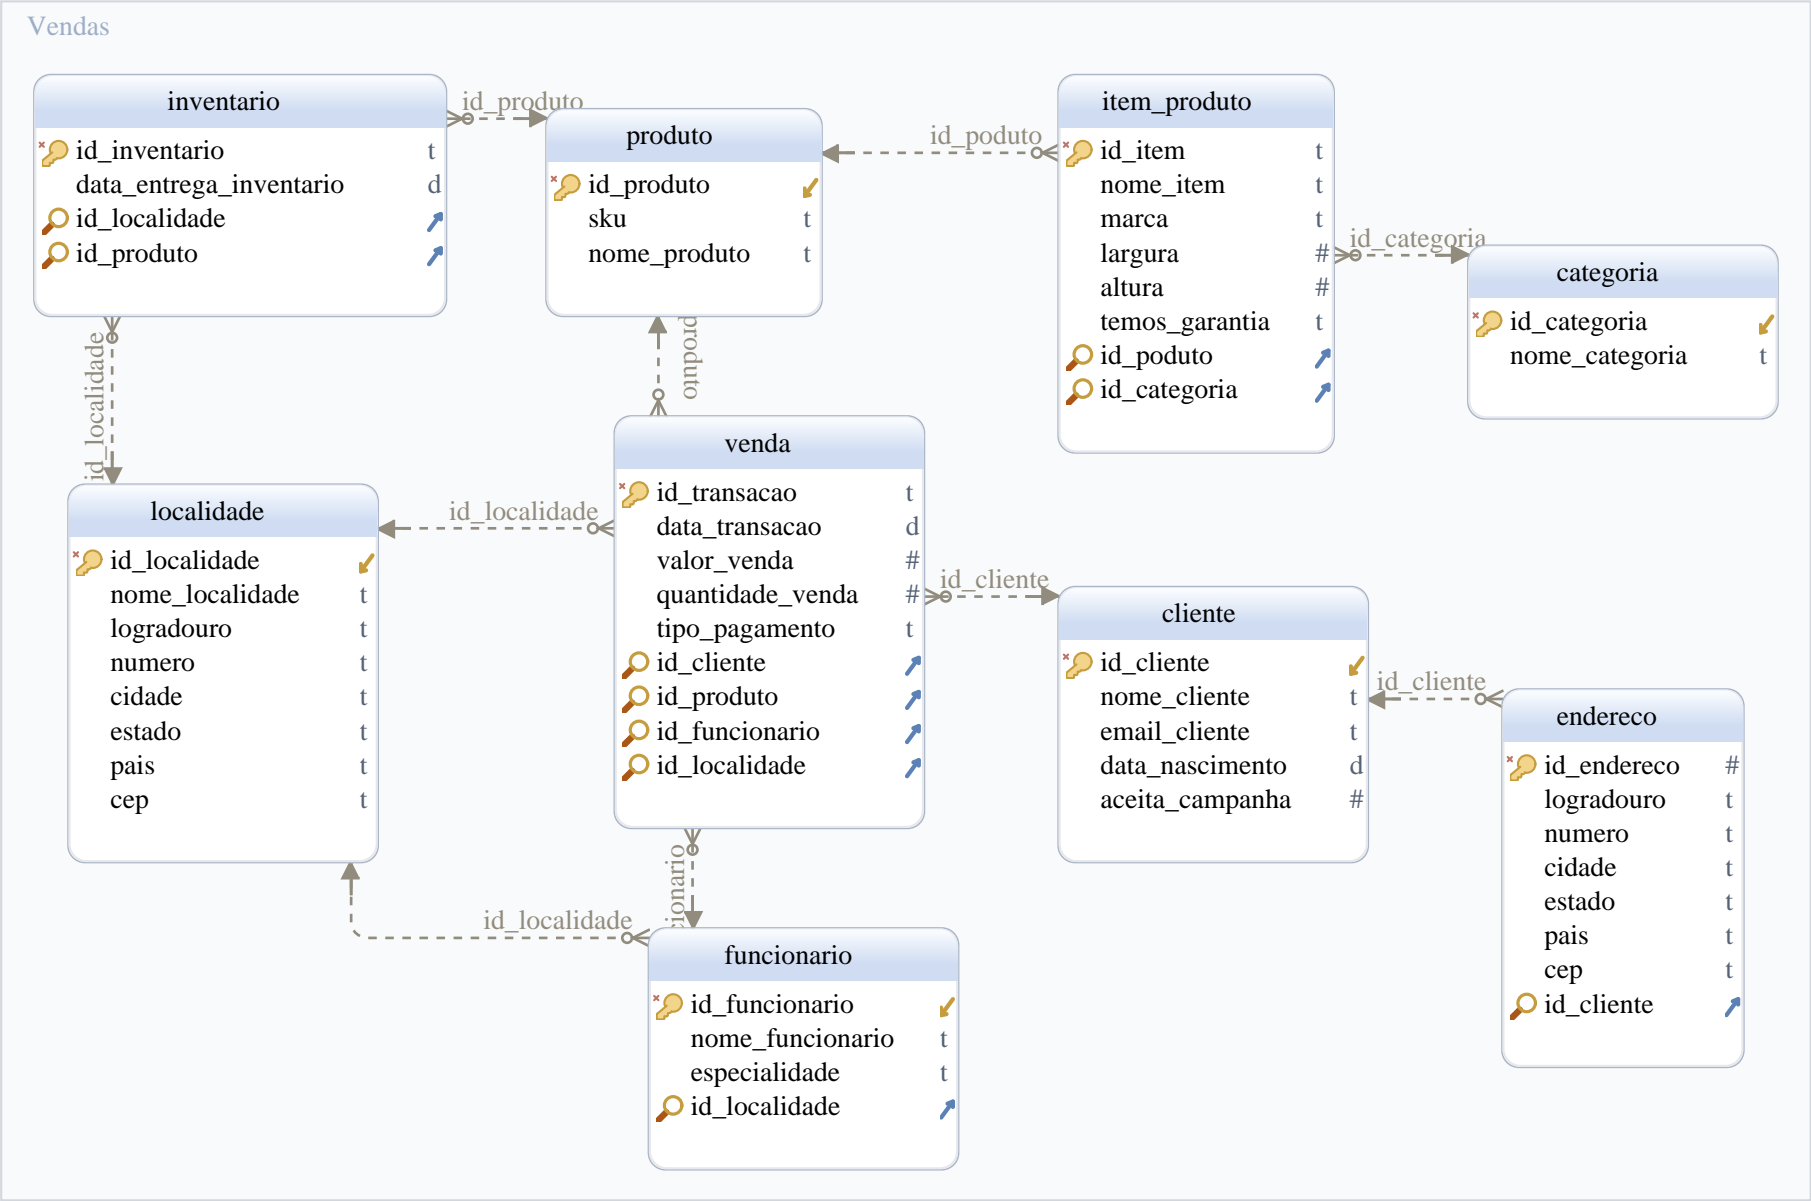 Vendas
inventario
id_inventario t
data_entrega_inventario d
id_localidade
id_produto
id_produto
produto
id_produto
sku t
nome_produto t
id_poduto
item_produto
id_item t
nome_item t
marca t
largura #
altura #
temos_garantia t
id_poduto
id_categoria
id_categoria
categoria
id_categoria
nome_categoria t
id_localidade
produto
localidade
id_localidade
nome_localidade t
logradouro t
numero t
cidade t
estado t
pais t
cep t
id_localidade
venda
id_transacao t
data_transacao d
valor_venda #
quantidade_venda #
tipo_pagamento t
id_cliente
id_produto
id_funcionario
id_localidade
id_cliente
cliente
id_cliente
nome_cliente t
email_cliente t
data_nascimento d
aceita_campanha #
id_cliente
endereco
id_endereco #
logradouro t
numero t
cidade t
estado t
pais t
cep t
id_cliente
id_localidade
cionario
funcionario
id_funcionario
nome_funcionario t
especialidade t
id_localidade